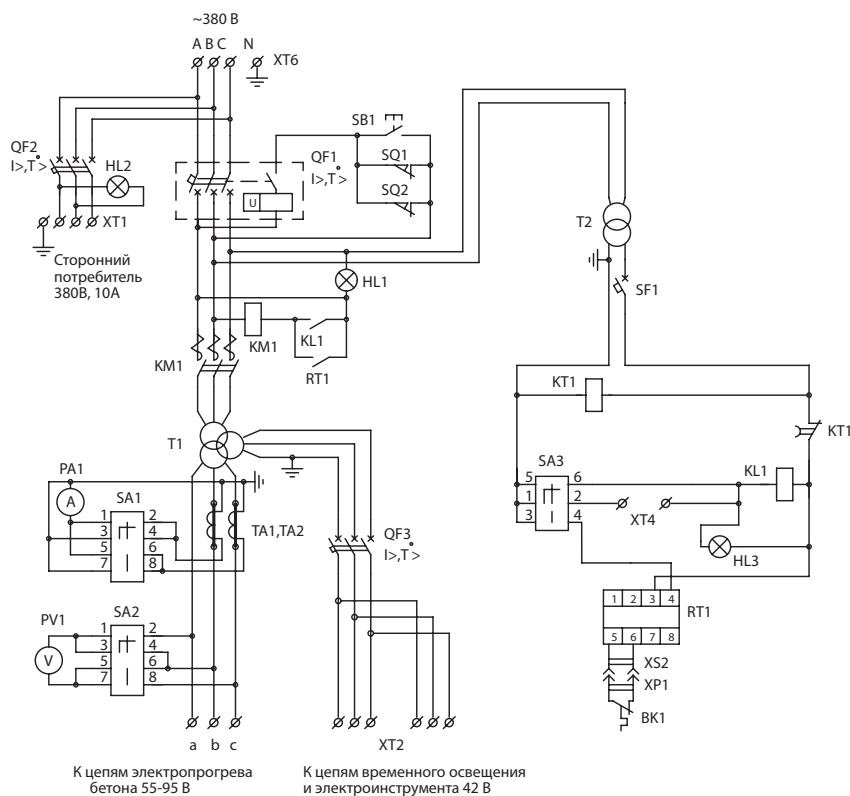 ~380 В
A B C N
XT6
QF2
I>,T°>
HL2
XT1
Сторонний
потребитель
380В, 10А
QF1
I>,T°>
U
SB1
SQ1
SQ2
T2
SF1
HL1
KM1
KL1
RT1
KM1
T1
KT1
KT1
PA1
A
SA1
1 2
3 4
5 6
7 8
TA1,TA2
QF3
I>,T°>
SA3
5 6
1 2
3 4
XT4
KL1
HL3
PV1
V
SA2
1 2
3 4
5 6
7 8
1 2 3 4
RT1
5 6 7 8
XS2
XP1
BK1
a b c
XT2
К цепям электропрогрева
бетона 55-95 В
К цепям временного освещения
и электроинструмента 42 В